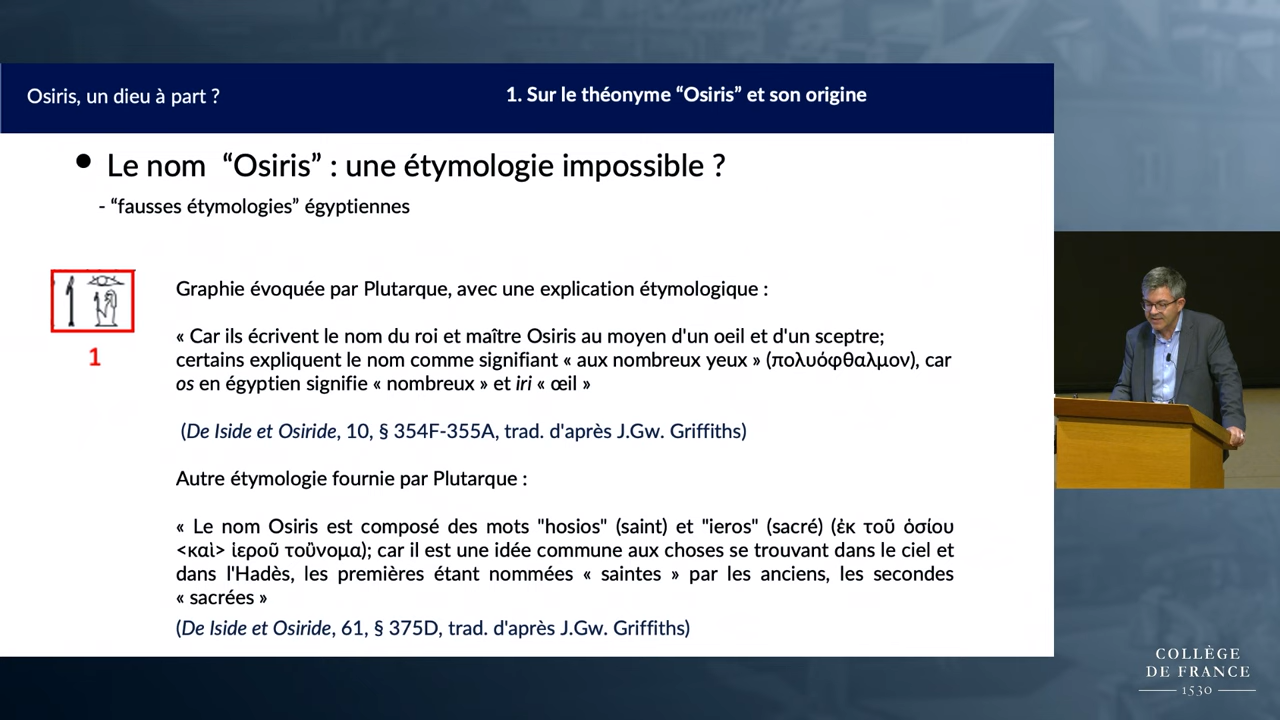 Osiris, un dieu à part ?
1. Sur le théonyme “Osiris” et son origine
• Le nom “Osiris” : une étymologie impossible ?
- “fausses étymologies” égyptiennes
1
Graphie évoquée par Plutarque, avec une explication étymologique :
« Car ils écrivent le nom du roi et maître Osiris au moyen d'un oeil et d'un sceptre;
certains expliquent le nom comme signifiant « aux nombreux yeux » (πολυόφθαλμον), car
os en égyptien signifie « nombreux » et iri « œil »
(De Iside et Osiride, 10, § 354F-355A, trad. d'après J.Gw. Griffiths)
Autre étymologie fournie par Plutarque :
« Le nom Osiris est composé des mots "hosios" (saint) et "ieros" (sacré) (ἐκ τοῦ ὁσίου
<καὶ> ἱεροῦ τοὒνομα); car il est une idée commune aux choses se trouvant dans le ciel et
dans l'Hadès, les premières étant nommées « saintes » par les anciens, les secondes
« sacrées »
(De Iside et Osiride, 61, § 375D, trad. d'après J.Gw. Griffiths)
COLLÈGE
DE FRANCE
1530